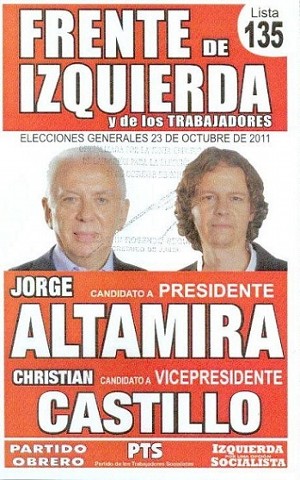 Lista
135
FRENTE DE
IZQUIERDA
y de los TRABAJADORES
ELECCIONES GENERALES 23 DE OCTUBRE DE 2011
JORGE CANDIDATO A PRESIDENTE
ALTAMIRA
CHRISTIAN CANDIDATO A VICEPRESIDENTE
CASTILLO
PARTIDO
OBRERO
PTS
Partido de los Trabajadores Socialistas
IZQUIERDA
SOCIALISTA